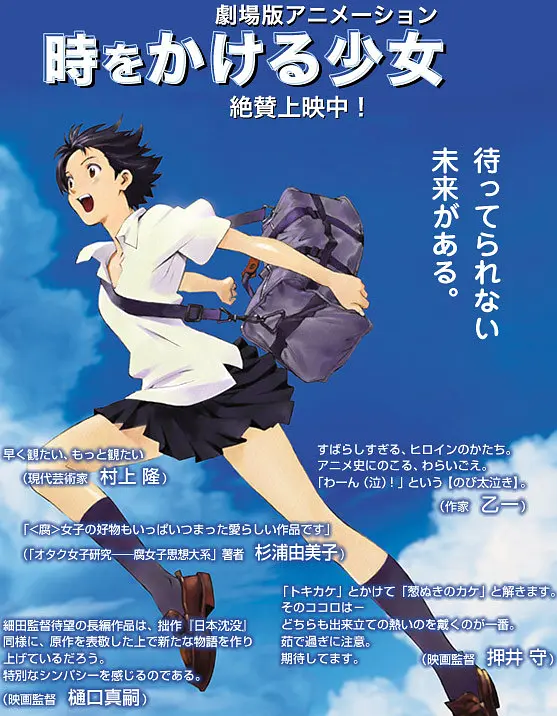 劇場版アニメーション
時をかける少女
絶賛上映中！
待ってられない
未来がある。
早く観たい、もっと観たい
（現代芸術家 村上 隆）
すばらしすぎる、ヒロインのかたち。
アニメ史にのこる、わらいごえ。
「わーん（泣）！」という【のび太泣き】。
（作家 乙一）
「＜腐＞女子の好物もいっぱいつまった愛らしい作品です」
（「オタク女子研究――腐女子思想大系」著者 杉浦由美子）
「トキカケ」とかけて「葱ぬきのカケ」と解きます。
そのココロは－
どちらも出来立ての熱いのを戴くのが一番。
茹で過ぎに注意。
期待してます。
（映画監督 押井 守）
細田監督待望の長編作品は、拙作『日本沈没』
同様に、原作を表敬した上で新たな物語を作り
上げているだろう。
特別なシンパシーを感じるのである。
（映画監督 樋口真嗣）